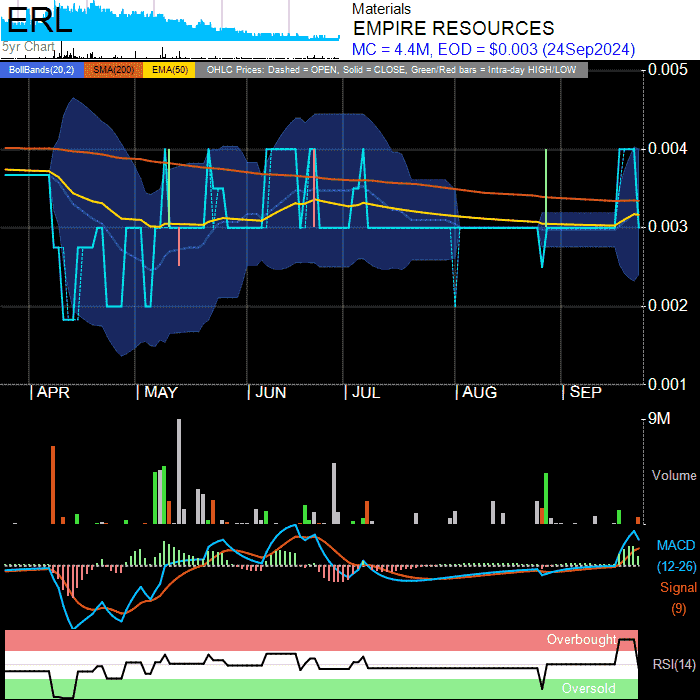 ERL
5yr Chart
Materials
EMPIRE RESOURCES
MC = 4.4M, EOD = $0.003 (24Sep2024)
BollBands(20,2) SMA(200) EMA(50) OHLC Prices: Dashed = OPEN, Solid = CLOSE, Green/Red bars = Intra-day HIGH/LOW
0.005
0.004
0.003
0.002
0.001
APR MAY JUN JUL AUG SEP
9M
Volume
MACD
(12-26)
Signal
(9)
Overbought
RSI(14)
Oversold